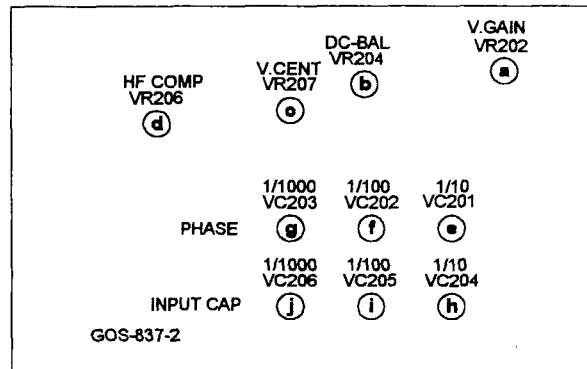 V.GAIN
VR202
a
DC-BAL
VR204
b
V.CENT
VR207
c
HF COMP
VR206
d
1/1000 1/100 1/10
VC203 VC202 VC201
PHASE g f e
1/1000 1/100 1/10
VC206 VC205 VC204
INPUT CAP j i h
GOS-837-2